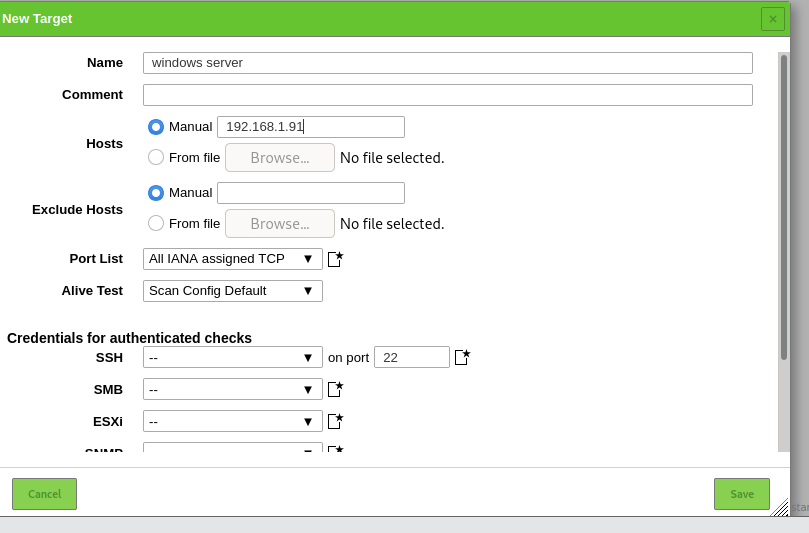 New Target ×
Name windows server
Comment
Hosts Manual 192.168.1.91
From file Browse... No file selected.
Exclude Hosts Manual
From file Browse... No file selected.
Port List All IANA assigned TCP ▼
Alive Test Scan Config Default ▼
Credentials for authenticated checks
SSH -- ▼ on port 22
SMB -- ▼
ESXi -- ▼
SNMP
Cancel Save